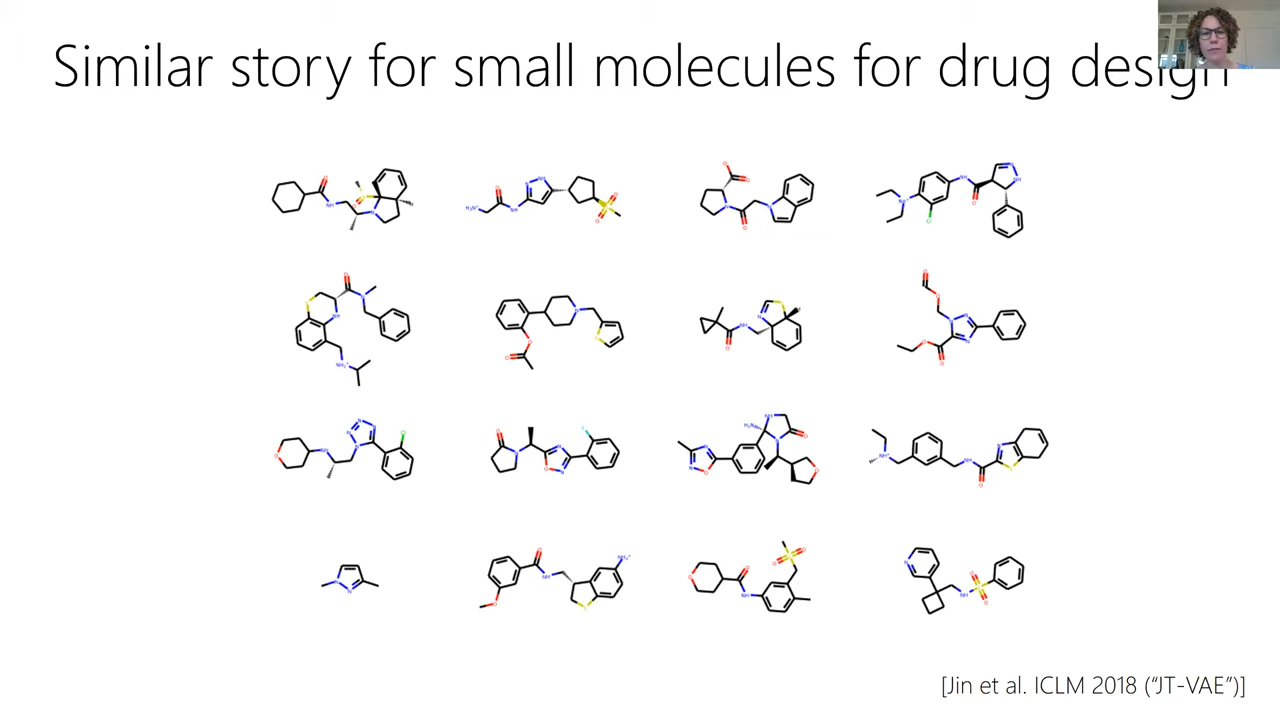 Similar story for small molecules for drug design
[Jin et al. ICLM 2018 ("JT-VAE")]